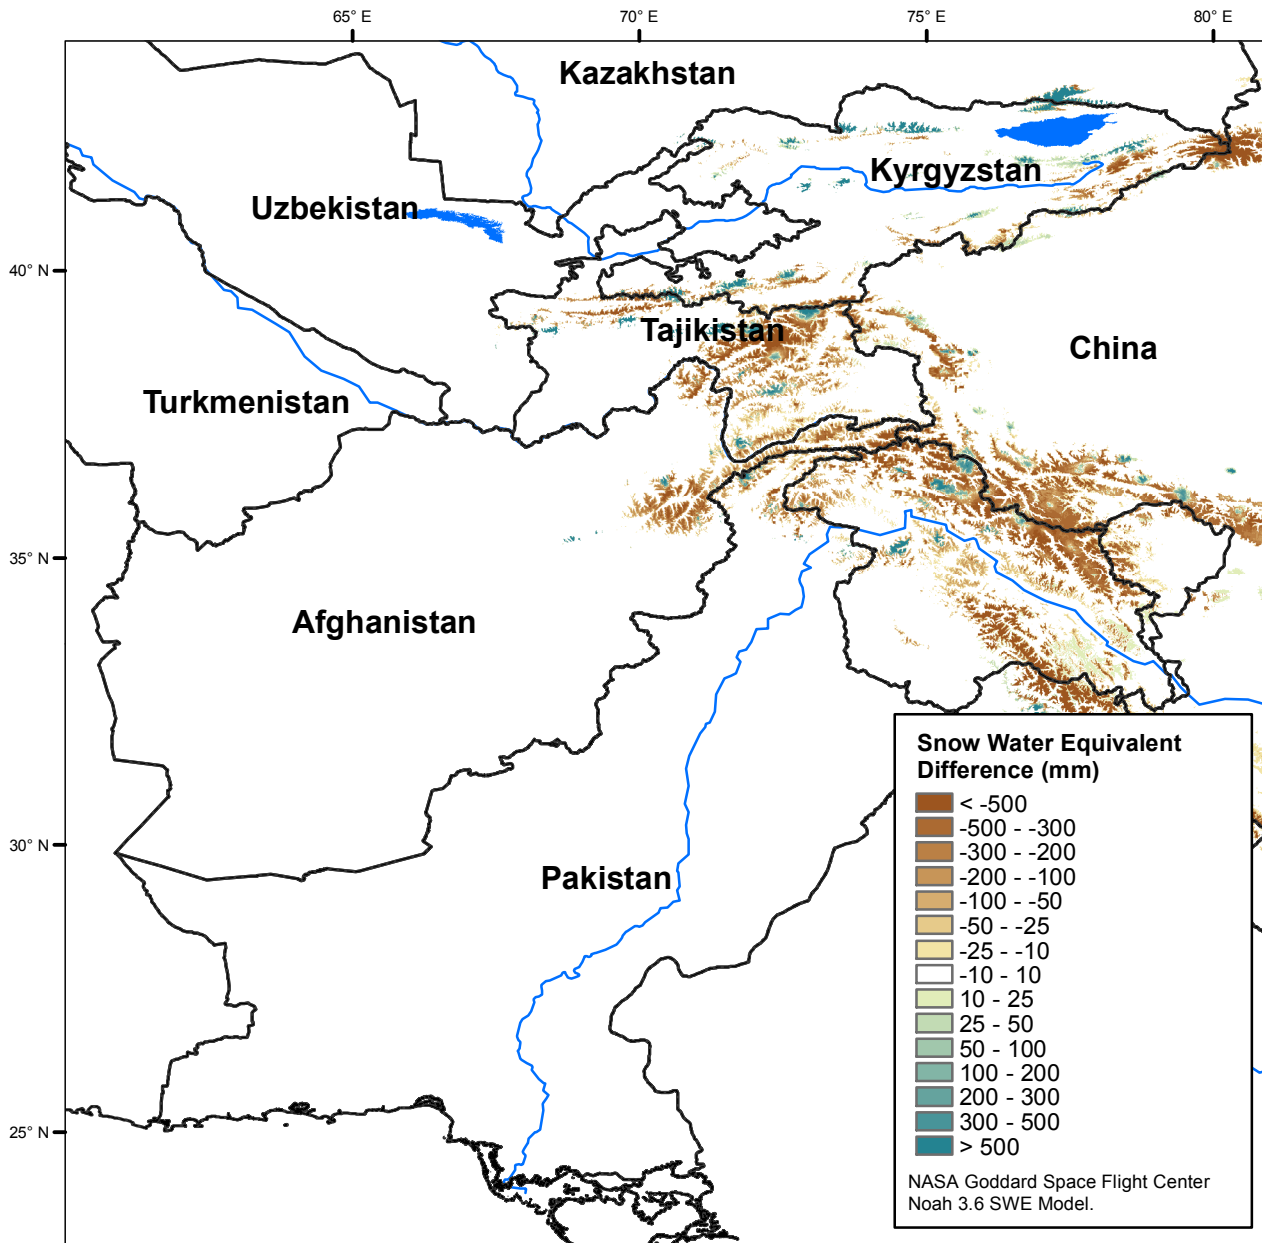 65° E
70° E
75° E
80° E
Kazakhstan
Kyrgyzstan
Uzbekistan
40° N
Tajikistan
China
Turkmenistan
35° N
Afghanistan
30° N
Pakistan
25° N
Snow Water Equivalent
Difference (mm)
< -500
-500 - -300
-300 - -200
-200 - -100
-100 - -50
-50 - -25
-25 - -10
-10 - 10
10 - 25
25 - 50
50 - 100
100 - 200
200 - 300
300 - 500
> 500
NASA Goddard Space Flight Center
Noah 3.6 SWE Model.